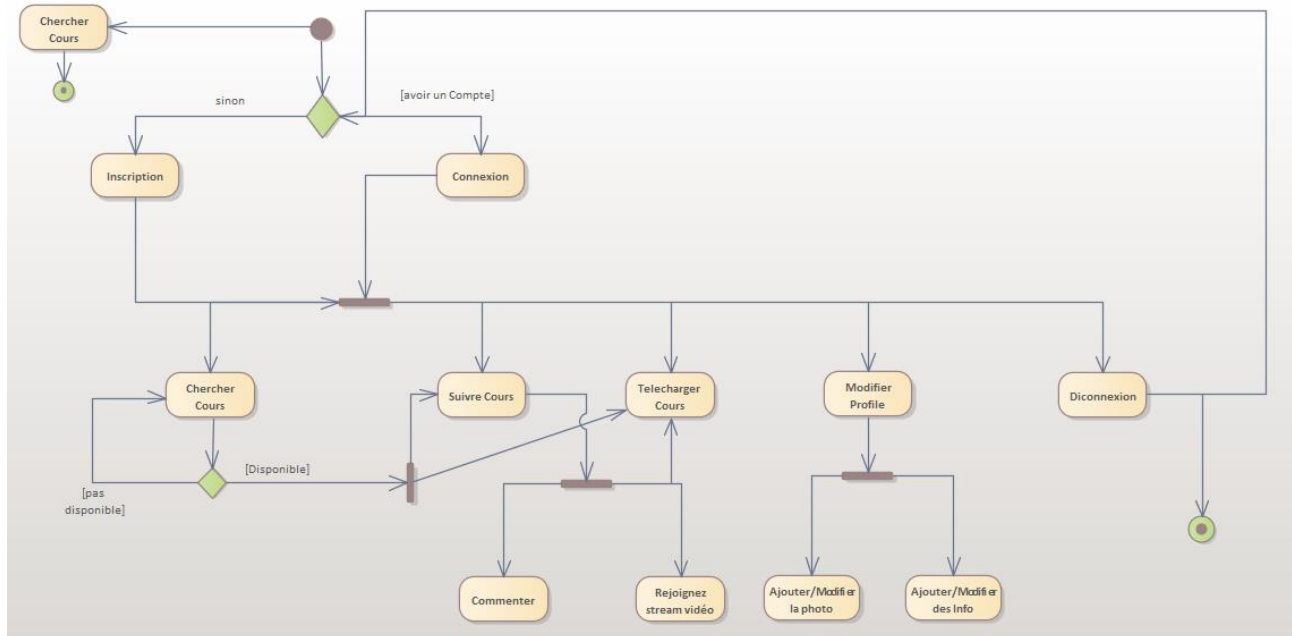 Chercher
Cours
sinon
[avoir un Compte]
Inscription
Connexion
Chercher
Cours
Suivre Cours
Telecharger
Cours
Modifier
Profile
Diconnexion
[Disponible]
[pas
disponible]
Commenter
Rejoignez
stream vidéo
Ajouter/Modifier
la photo
Ajouter/Modifier
des Info